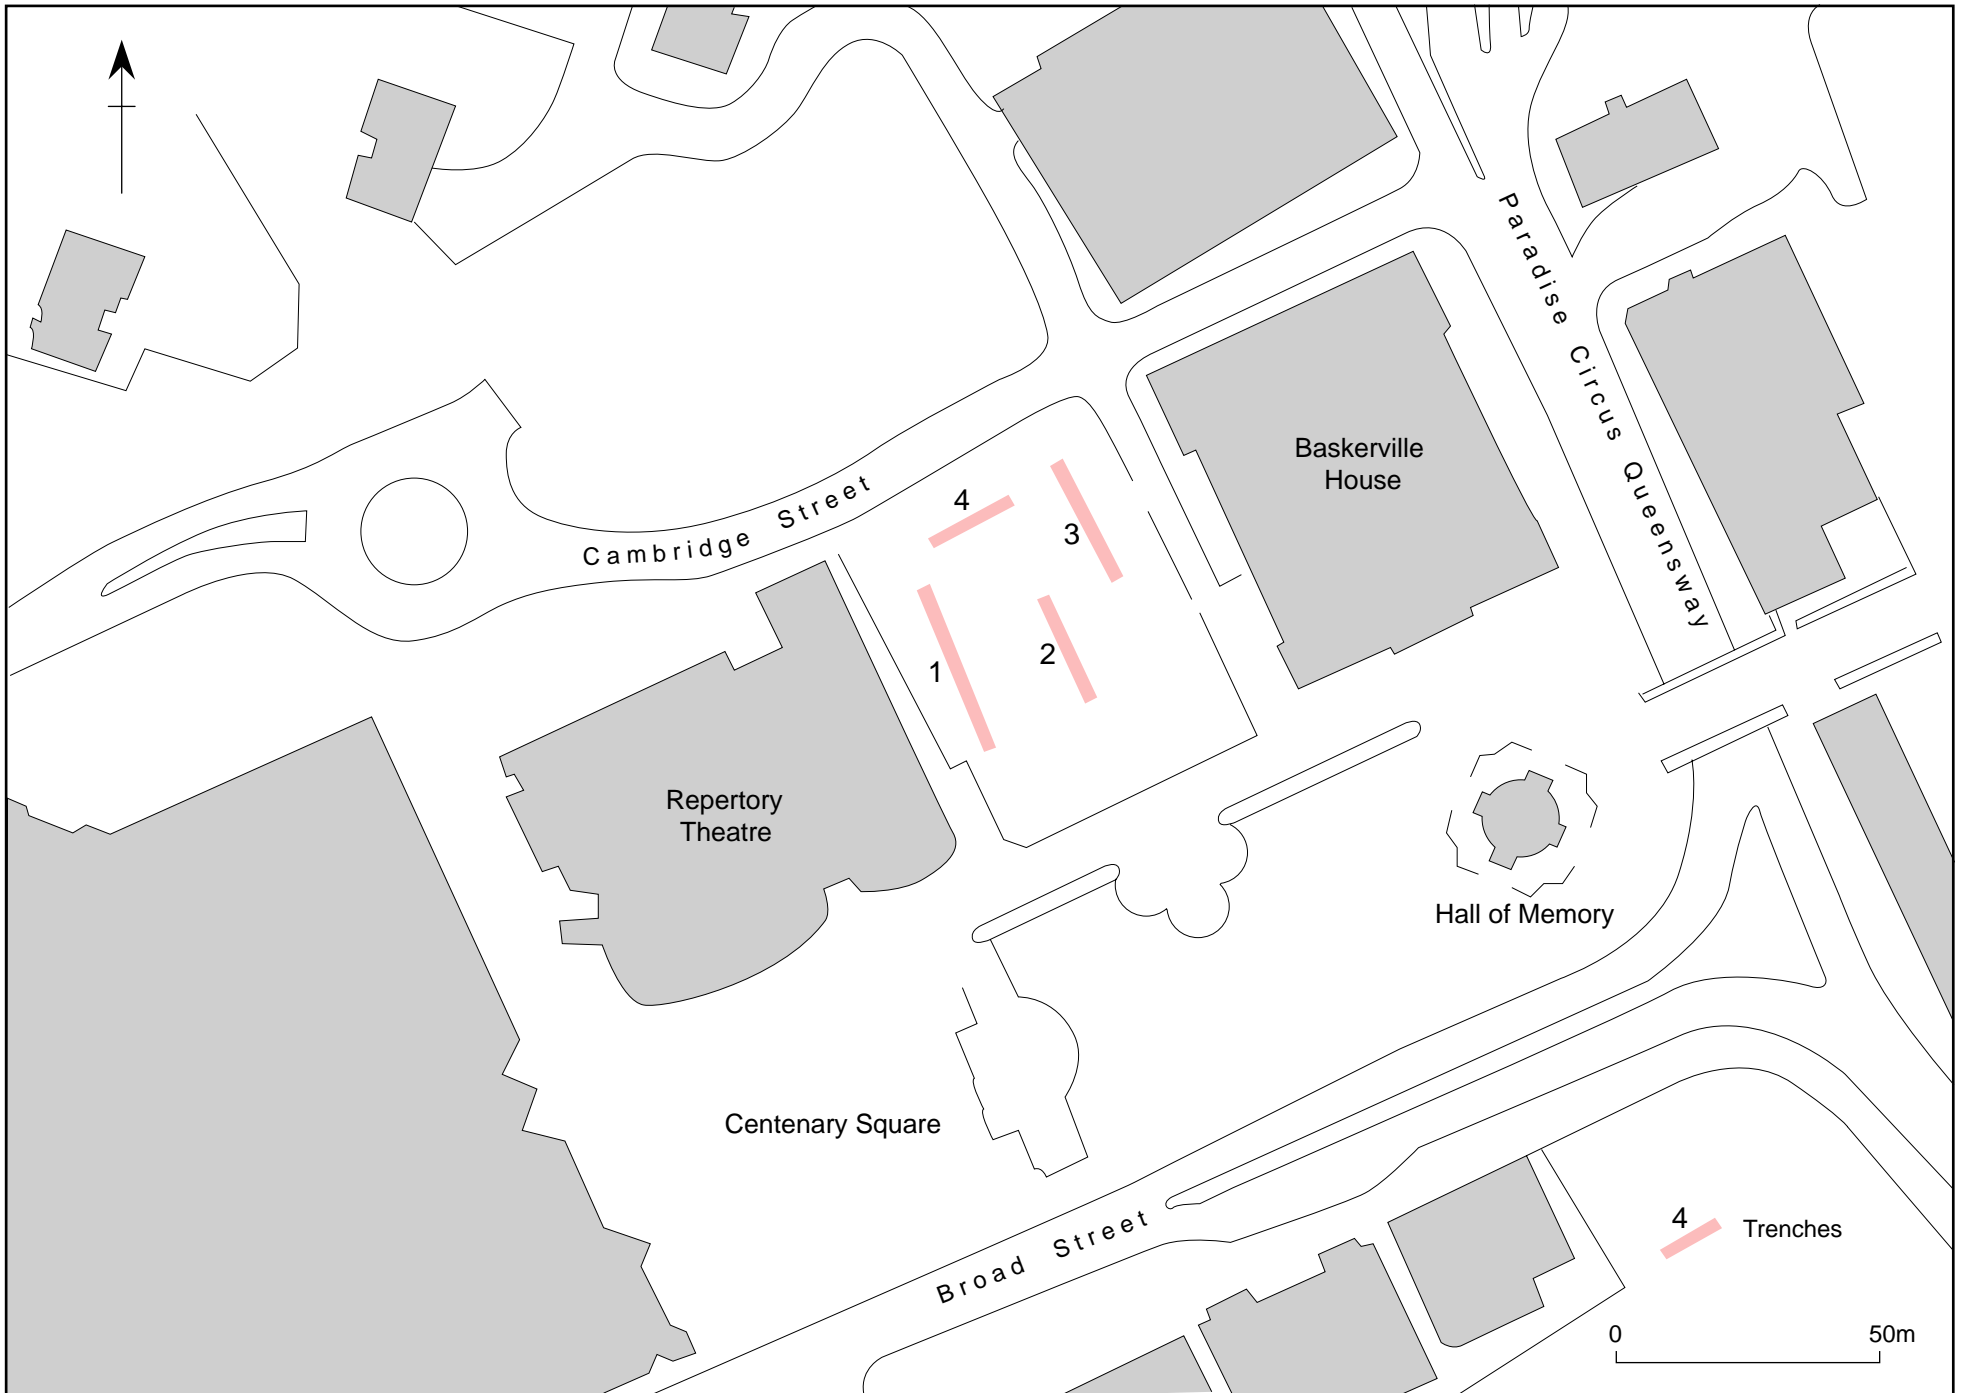 Paradise Circus Queensway
Baskerville
House
Cambridge Street
4
3
2
1
Repertory
Theatre
Hall of Memory
Centenary Square
Broad Street
4
Trenches
0
50m